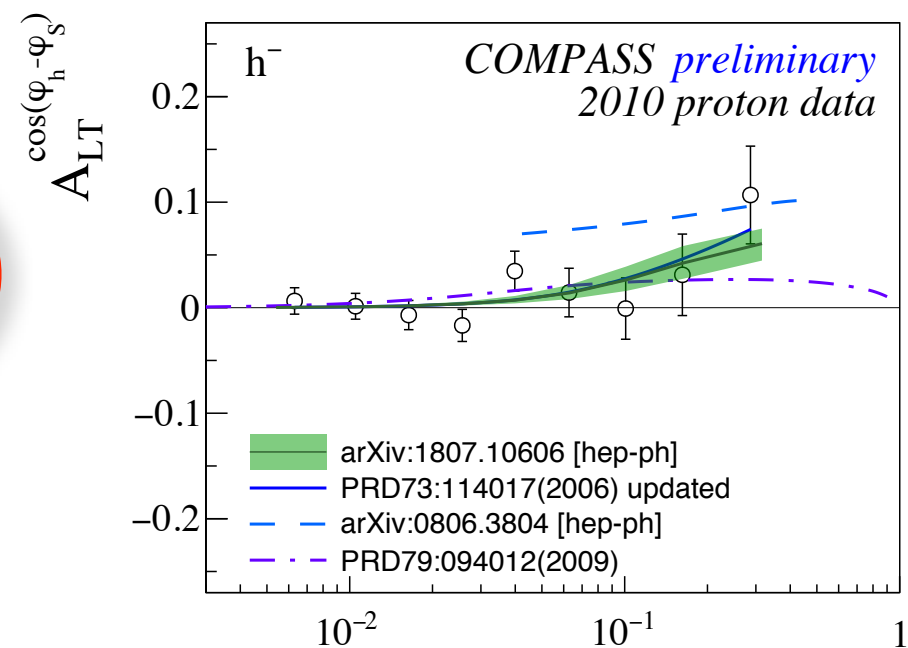 A_LT^cos(φ_h-φ_S)
h⁻
COMPASS preliminary
2010 proton data
0.2
0.1
0
−0.1
−0.2
arXiv:1807.10606 [hep-ph]
PRD73:114017(2006) updated
arXiv:0806.3804 [hep-ph]
PRD79:094012(2009)
10⁻² 10⁻¹ 1